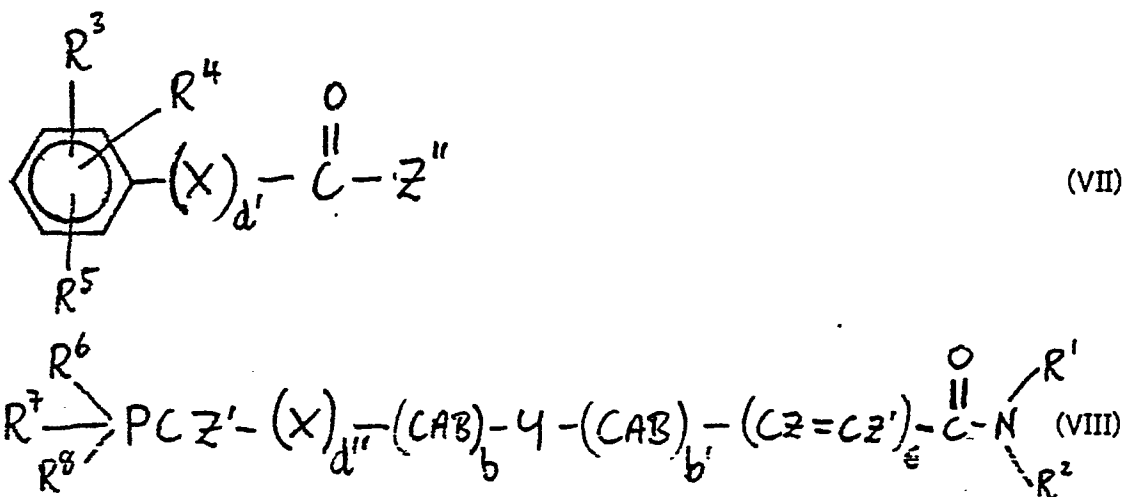 R³
R⁴
O
(X)d' — C — Z'' (VII)
R⁵
R⁶ O R¹
R⁷ PCZ' - (X)d'' - (CAB)b - Y - (CAB)b' - (CZ=CZ')e - C - N (VIII)
R⁸ R²